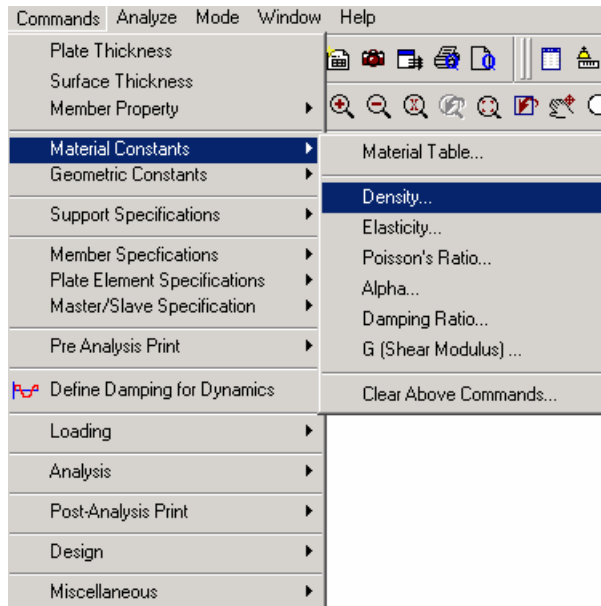 Commands Analyze Mode Window Help
Plate Thickness
Surface Thickness
Member Property
Material Constants
Geometric Constants
Support Specifications
Member Specfications
Plate Element Specifications
Master/Slave Specification
Pre Analysis Print
Define Damping for Dynamics
Loading
Analysis
Post-Analysis Print
Design
Miscellaneous
Material Table...
Density...
Elasticity...
Poisson's Ratio...
Alpha...
Damping Ratio...
G (Shear Modulus) ...
Clear Above Commands...